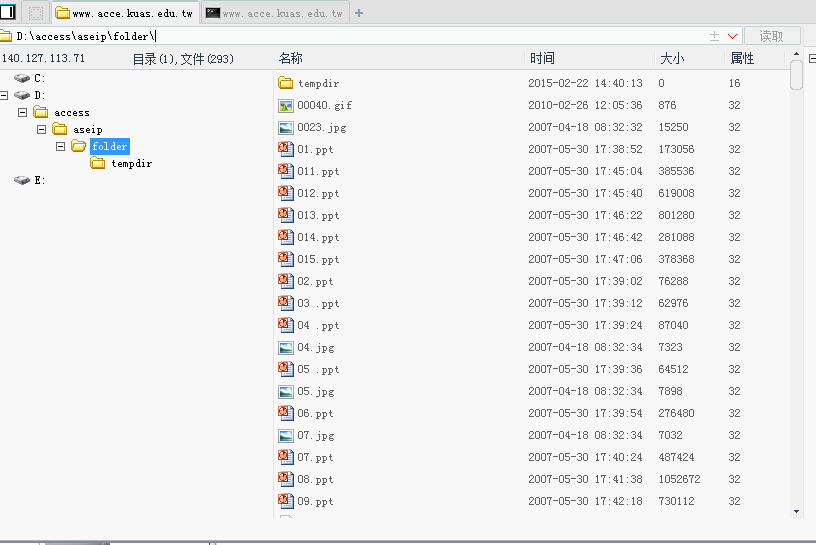 www.acce.kuas.edu.tw www.acce.kuas.edu.tw +
D:\access\aseip\folder\ 读取
140.127.113.71 目录(1),文件(293) 名称 时间 大小 属性
C:
D:
access
aseip
folder
tempdir
E:
tempdir 2015-02-22 14:40:13 0 16
00040.gif 2010-02-26 12:05:36 876 32
0023.jpg 2007-04-18 08:32:32 15250 32
01.ppt 2007-05-30 17:38:52 173056 32
011.ppt 2007-05-30 17:45:04 385536 32
012.ppt 2007-05-30 17:45:40 619008 32
013.ppt 2007-05-30 17:46:22 801280 32
014.ppt 2007-05-30 17:46:42 281088 32
015.ppt 2007-05-30 17:47:06 378368 32
02.ppt 2007-05-30 17:39:02 76288 32
03 .ppt 2007-05-30 17:39:12 62976 32
04 .ppt 2007-05-30 17:39:24 87040 32
04.jpg 2007-04-18 08:32:34 7323 32
05 .ppt 2007-05-30 17:39:36 64512 32
05.jpg 2007-04-18 08:32:34 7898 32
06.ppt 2007-05-30 17:39:54 276480 32
07.jpg 2007-04-18 08:32:34 7032 32
07.ppt 2007-05-30 17:40:24 487424 32
08.ppt 2007-05-30 17:41:38 1052672 32
09.ppt 2007-05-30 17:42:18 730112 32